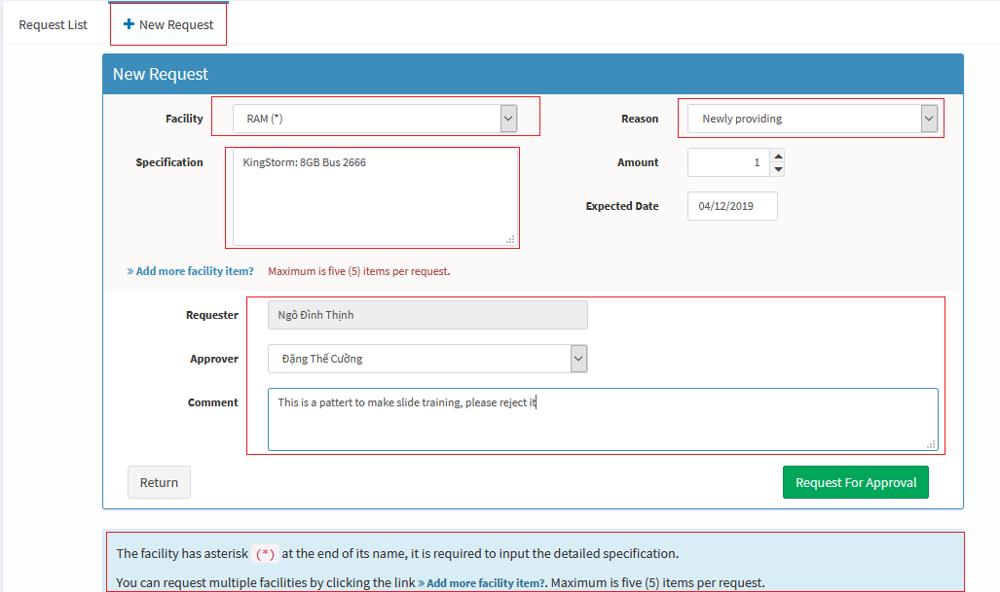 Request List
+ New Request
New Request
Facility RAM (*) Reason Newly providing
Specification KingStorm: 8GB Bus 2666 Amount 1
Expected Date 04/12/2019
» Add more facility item? Maximum is five (5) items per request.
Requester Ngô Đình Thịnh
Approver Đặng Thế Cường
Comment This is a pattert to make slide training, please reject it
Return Request For Approval
The facility has asterisk (*) at the end of its name, it is required to input the detailed specification.
You can request multiple facilities by clicking the link » Add more facility item?. Maximum is five (5) items per request.